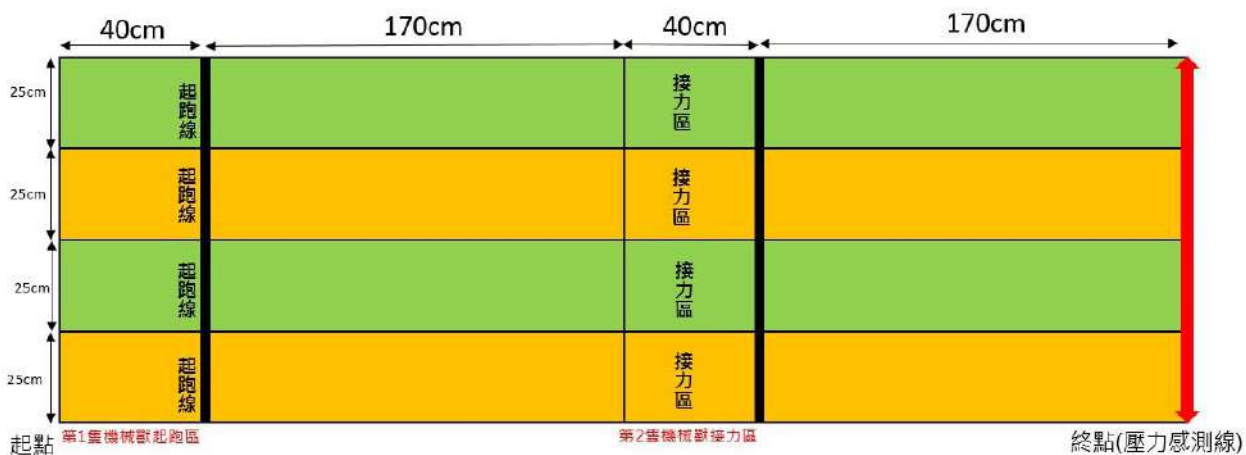 40cm 170cm 40cm 170cm
25cm 起跑線 接力區
25cm 起跑線 接力區
25cm 起跑線 接力區
25cm 起跑線 接力區
起點 第1隻機械獸起跑區 第2隻機械獸接力區 終點(壓力感測線)